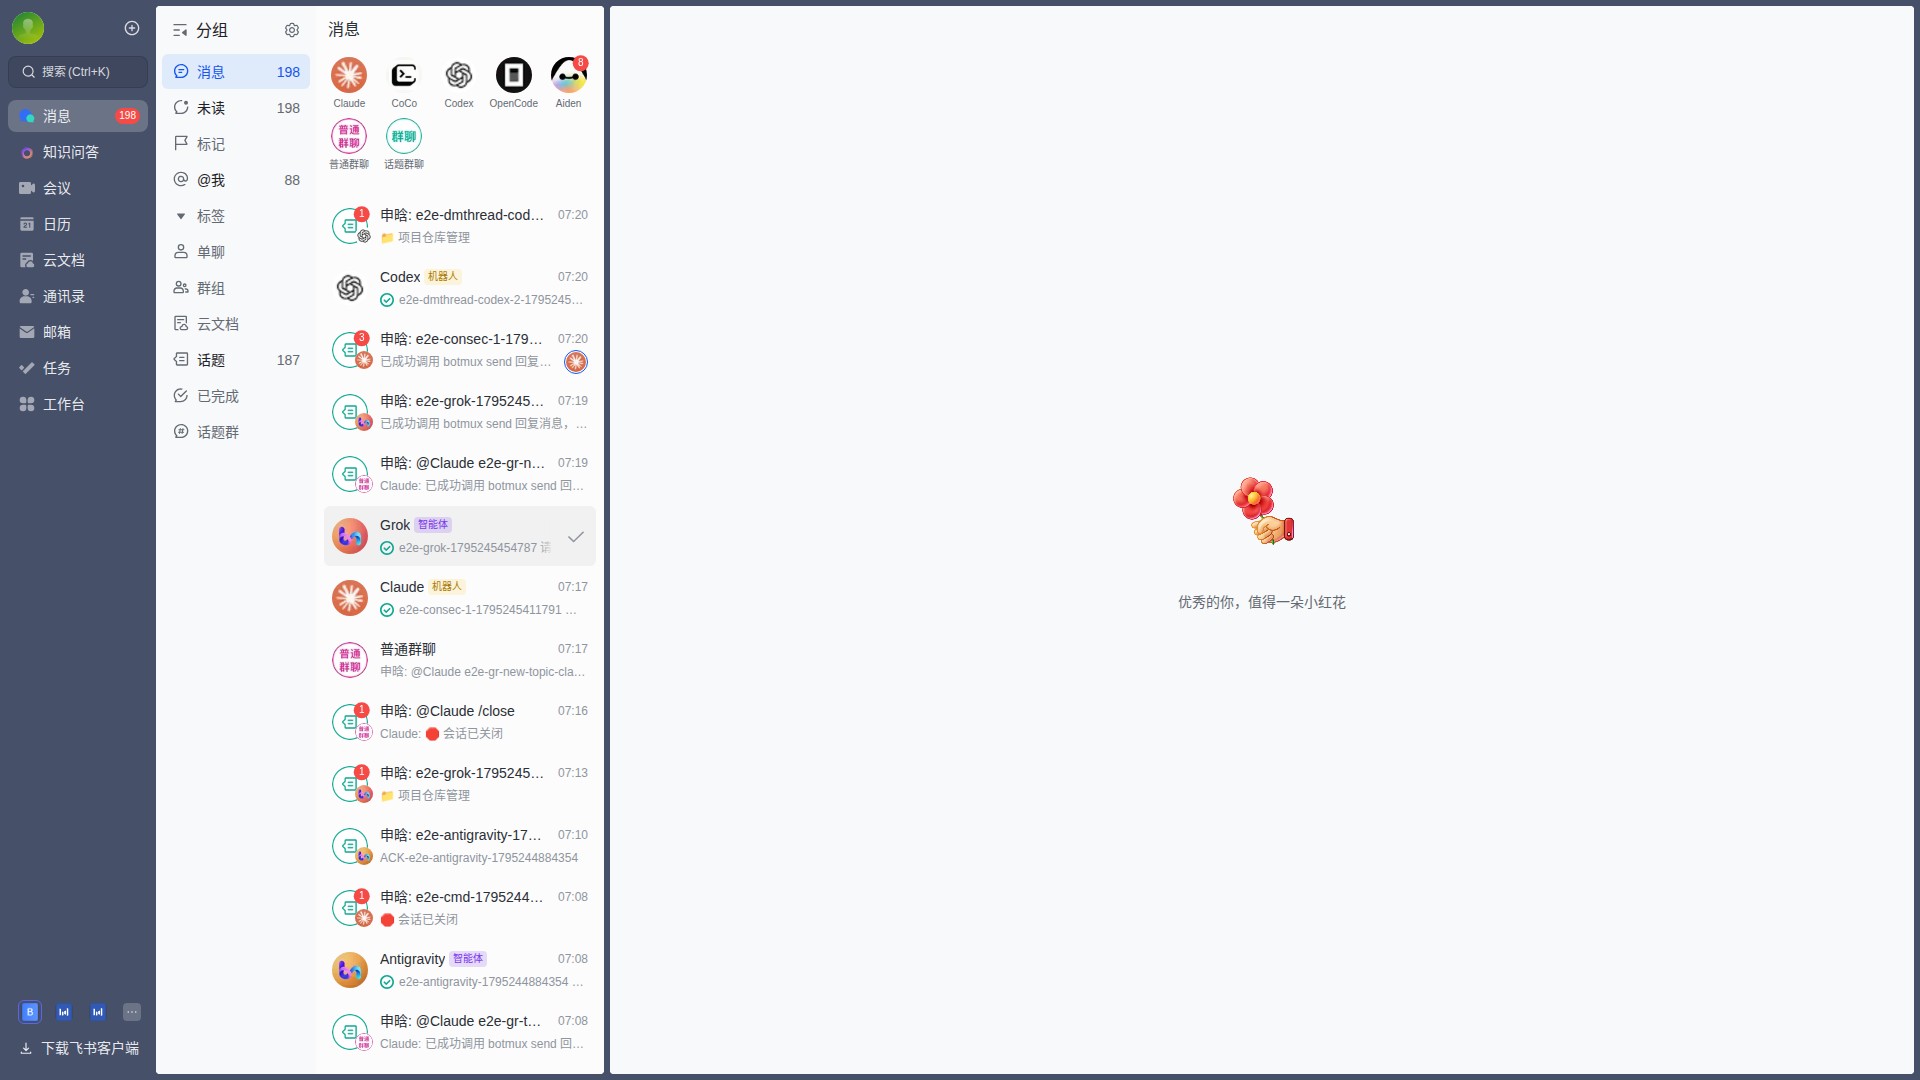 搜索 (Ctrl+K)
消息 198
知识问答
会议
日历
云文档
通讯录
邮箱
任务
工作台
下载飞书客户端
分组
消息 198
未读 198
标记
@我 88
标签
单聊
群组
云文档
话题 187
已完成
话题群
消息
8
Claude CoCo Codex OpenCode Aiden
普通
群聊
群聊
普通群聊 话题群聊
1 申晗: e2e-dmthread-cod… 07:20
项目仓库管理
Codex 机器人 07:20
e2e-dmthread-codex-2-1795245…
3 申晗: e2e-consec-1-179… 07:20
已成功调用 botmux send 回复…
申晗: e2e-grok-1795245… 07:19
已成功调用 botmux send 回复消息，…
申晗: @Claude e2e-gr-n… 07:19
Claude: 已成功调用 botmux send 回…
Grok 智能体
e2e-grok-1795245454787 请
Claude 机器人 07:17
e2e-consec-1-1795245411791 …
普通群聊 07:17
申晗: @Claude e2e-gr-new-topic-cla…
1 申晗: @Claude /close 07:16
Claude: 会话已关闭
1 申晗: e2e-grok-1795245… 07:13
项目仓库管理
申晗: e2e-antigravity-17… 07:10
ACK-e2e-antigravity-1795244884354
1 申晗: e2e-cmd-1795244… 07:08
会话已关闭
Antigravity 智能体 07:08
e2e-antigravity-1795244884354 …
申晗: @Claude e2e-gr-t… 07:08
Claude: 已成功调用 botmux send 回…
优秀的你，值得一朵小红花